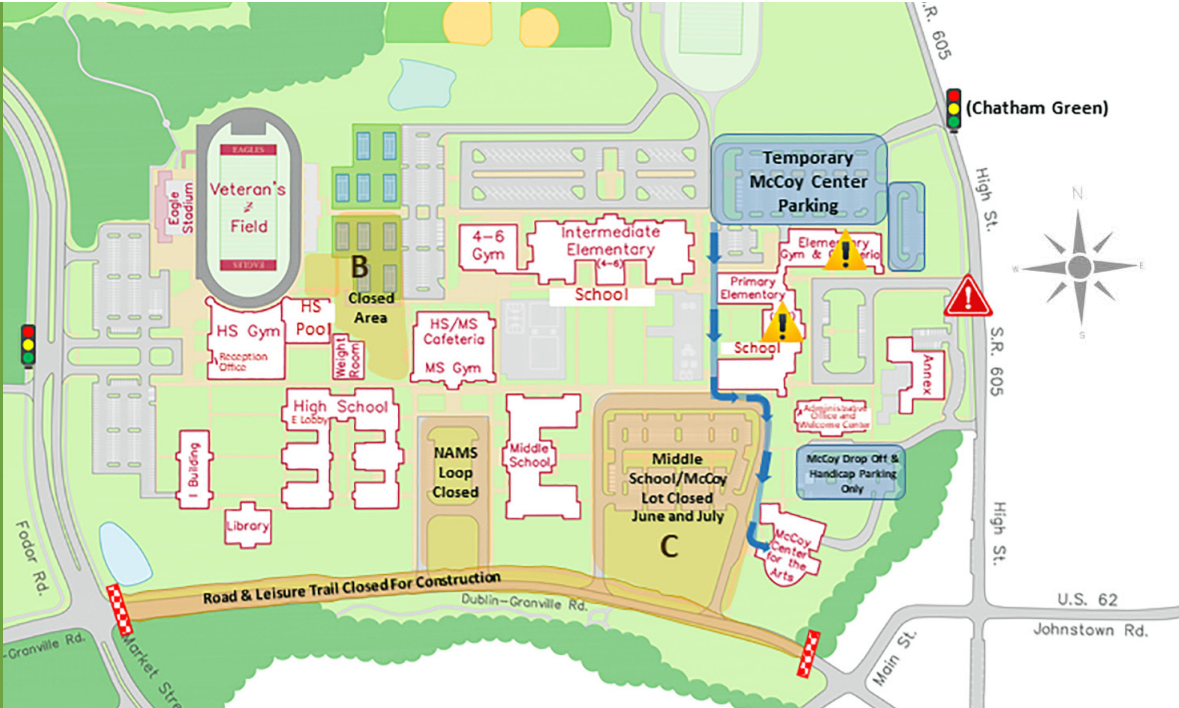 S.R. 605
(Chatham Green)
EAGLES
Veteran's
Field
EAGLES
Eagle
Stadium
Temporary
McCoy Center
Parking
High St.
N
W
E
S
4-6
Gym
Intermediate
Elementary
(4-6)
School
Elementary
Gym &
Primary
Elementary
School
B
Closed
Area
HS Gym
Reception
Office
HS
Pool
Weight
Room
HS/MS
Cafeteria
MS Gym
S.R. 605
Annex
Administrative
Office and
Welcome Center
High School
E Lobby
I Building
Library
NAMS
Loop
Closed
Middle
School
Middle
School/McCoy
Lot Closed
June and July
C
McCoy Drop Off &
Handicap Parking
Only
McCoy
Center
for the
Arts
High St.
Fodor Rd.
Road & Leisure Trail Closed For Construction
Dublin-Granville Rd.
-Granville Rd.
Market Stre
Main St.
U.S. 62
Johnstown Rd.